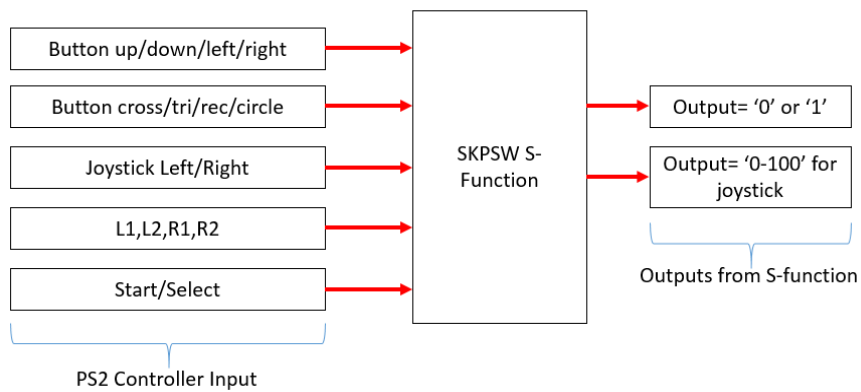 Button up/down/left/right
Button cross/tri/rec/circle
Joystick Left/Right
L1,L2,R1,R2
Start/Select
PS2 Controller Input
SKPSW S-
Function
Output= ‘0’ or ‘1’
Output= ‘0-100’ for
joystick
Outputs from S-function